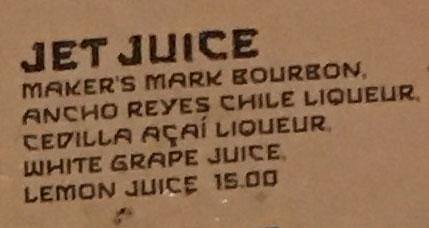 JET JUICE
MAKER'S MARK BOURBON,
ANCHO REYES CHILE LIQUEUR,
CEDILLA AÇAÍ LIQUEUR,
WHITE GRAPE JUICE,
LEMON JUICE 15.00